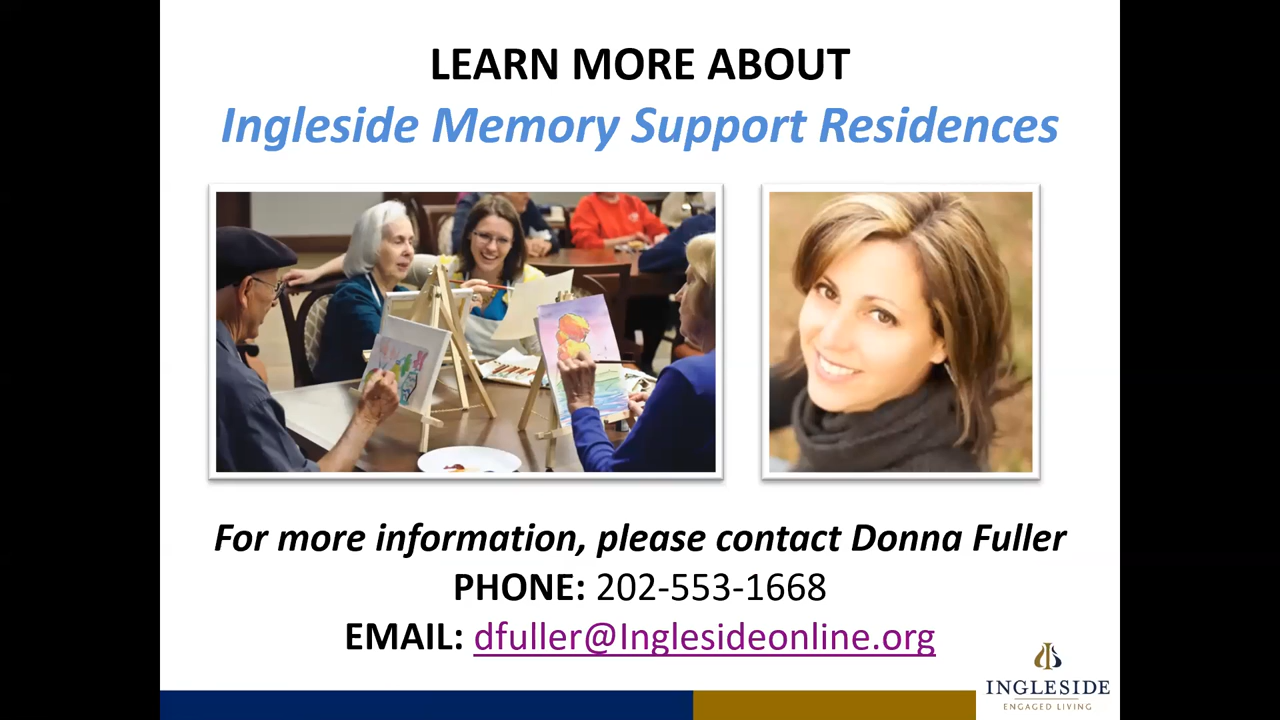 LEARN MORE ABOUT
Ingleside Memory Support Residences
For more information, please contact Donna Fuller
PHONE: 202-553-1668
EMAIL: dfuller@Inglesideonline.org
INGLESIDE
ENGAGED LIVING